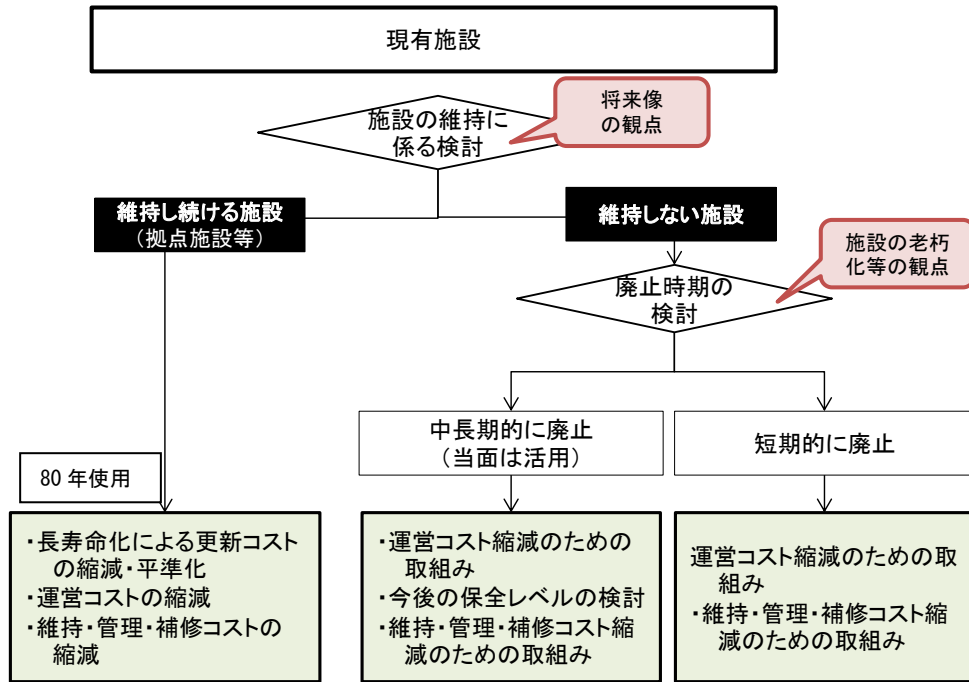 現有施設
施設の維持に
係る検討
将来像
の観点
維持し続ける施設
（拠点施設等）
維持しない施設
施設の老朽
化等の観点
廃止時期の
検討
中長期的に廃止
（当面は活用）
短期的に廃止
80 年使用
・長寿命化による更新コスト
の縮減・平準化
・運営コストの縮減
・維持・管理・補修コストの
縮減
・運営コスト縮減のための
取組み
・今後の保全レベルの検討
・維持・管理・補修コスト縮
減のための取組み
運営コスト縮減のための取
組み
・維持・管理・補修コスト縮
減のための取組み